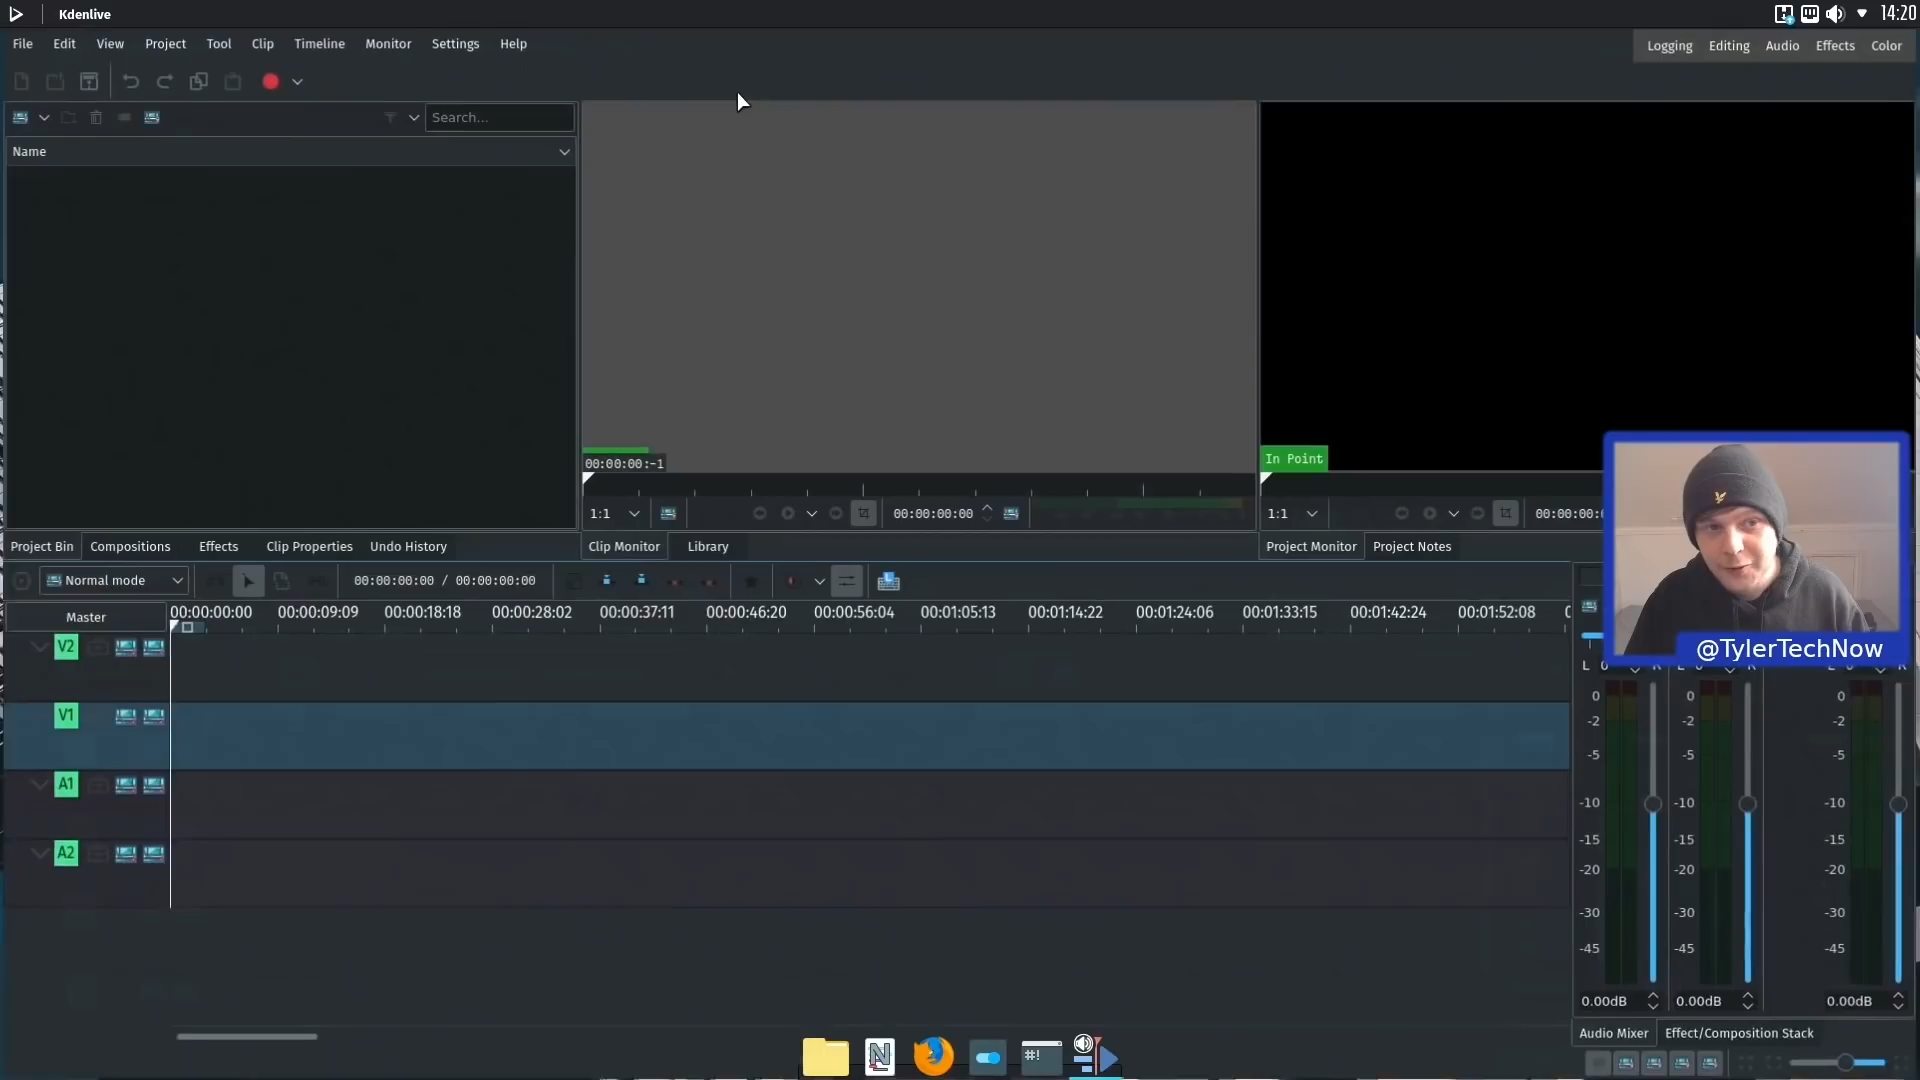 Kdenlive
14:20
File Edit View Project Tool Clip Timeline Monitor Settings Help
Logging Editing Audio Effects Color
Search...
Name
00:00:00:-1
In Point
1:1
00:00:00:00
1:1
Project Bin Compositions Effects Clip Properties Undo History
Clip Monitor Library
Project Monitor Project Notes
Normal mode
00:00:00:00 / 00:00:00:00
@TylerTechNow
Master
00:00:00:00 00:00:09:09 00:00:18:18 00:00:28:02 00:00:37:11 00:00:46:20 00:00:56:04 00:01:05:13 00:01:14:22 00:01:24:06 00:01:33:15 00:01:42:24 00:01:52:08
V2
V1
A1
A2
0 0 0
-2 -2 -2
-5 -5 -5
-10 -10 -10
-15 -15 -15
-20 -20 -20
-30 -30 -30
-45 -45 -45
0.00dB 0.00dB 0.00dB
Audio Mixer Effect/Composition Stack
#!